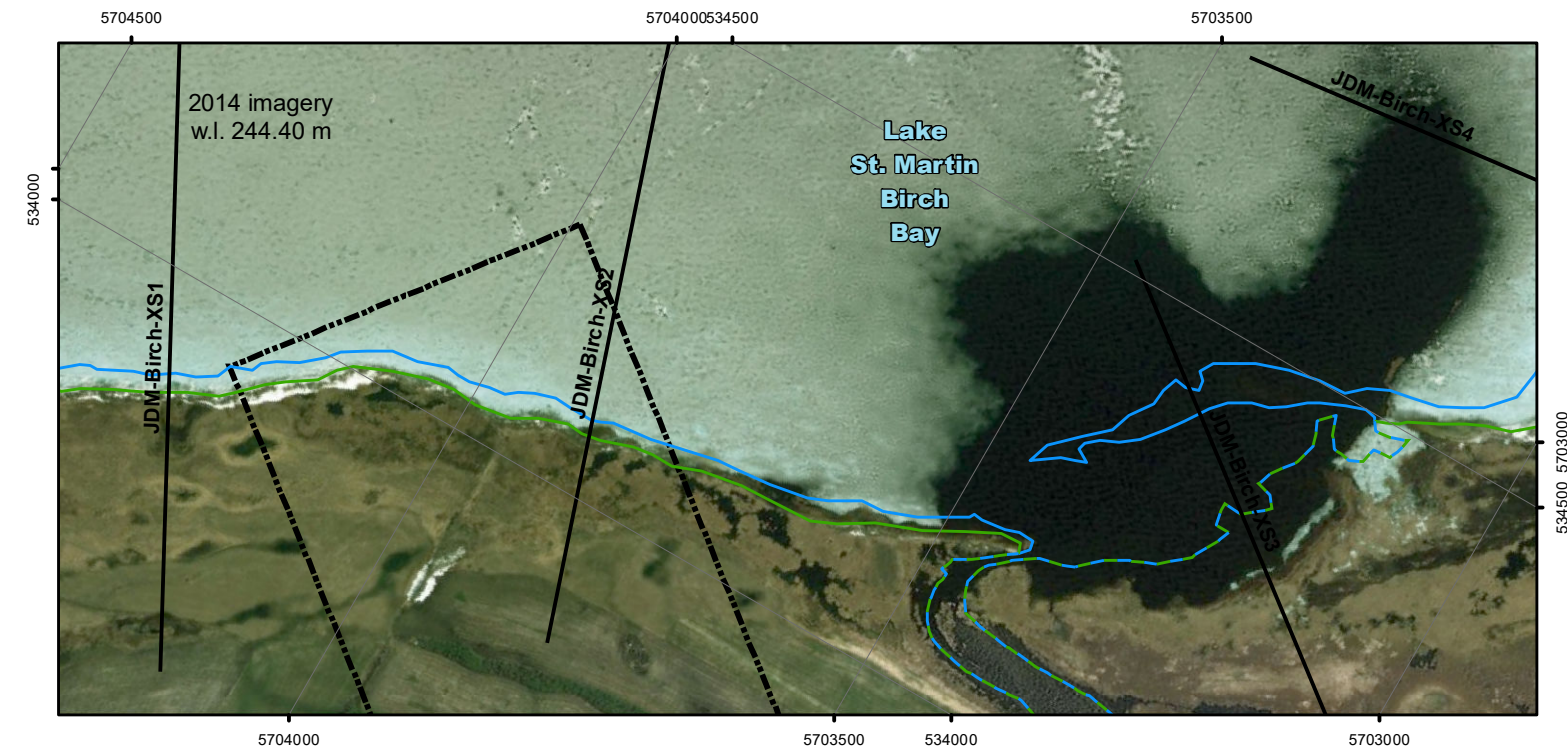 5704500
5704000534500
5703500
2014 imagery
w.l. 244.40 m
Lake
St. Martin
Birch
Bay
JDM-Birch-XS4
534000
JDM-Birch-XS1
JDM-Birch-XS2
JDM-Birch-XS3
5703000
534500
5704000
5703500
534000
5703000